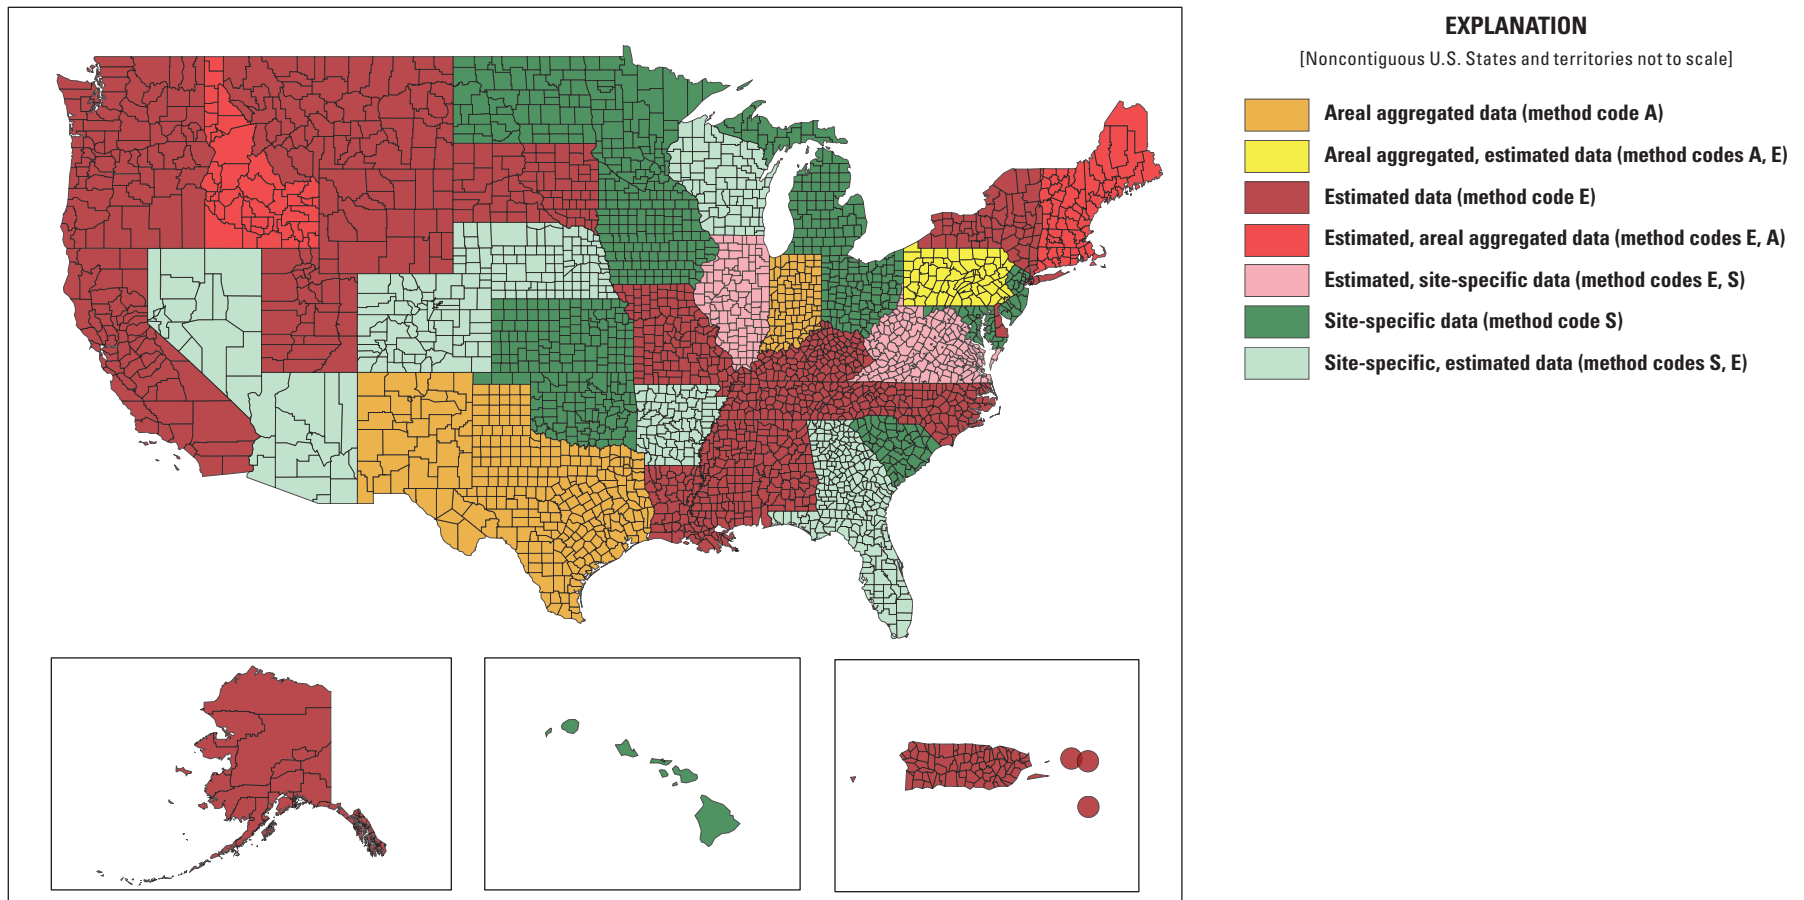 EXPLANATION
[Noncontiguous U.S. States and territories not to scale]
Areal aggregated data (method code A)
Areal aggregated, estimated data (method codes A, E)
Estimated data (method code E)
Estimated, areal aggregated data (method codes E, A)
Estimated, site-specific data (method codes E, S)
Site-specific data (method code S)
Site-specific, estimated data (method codes S, E)